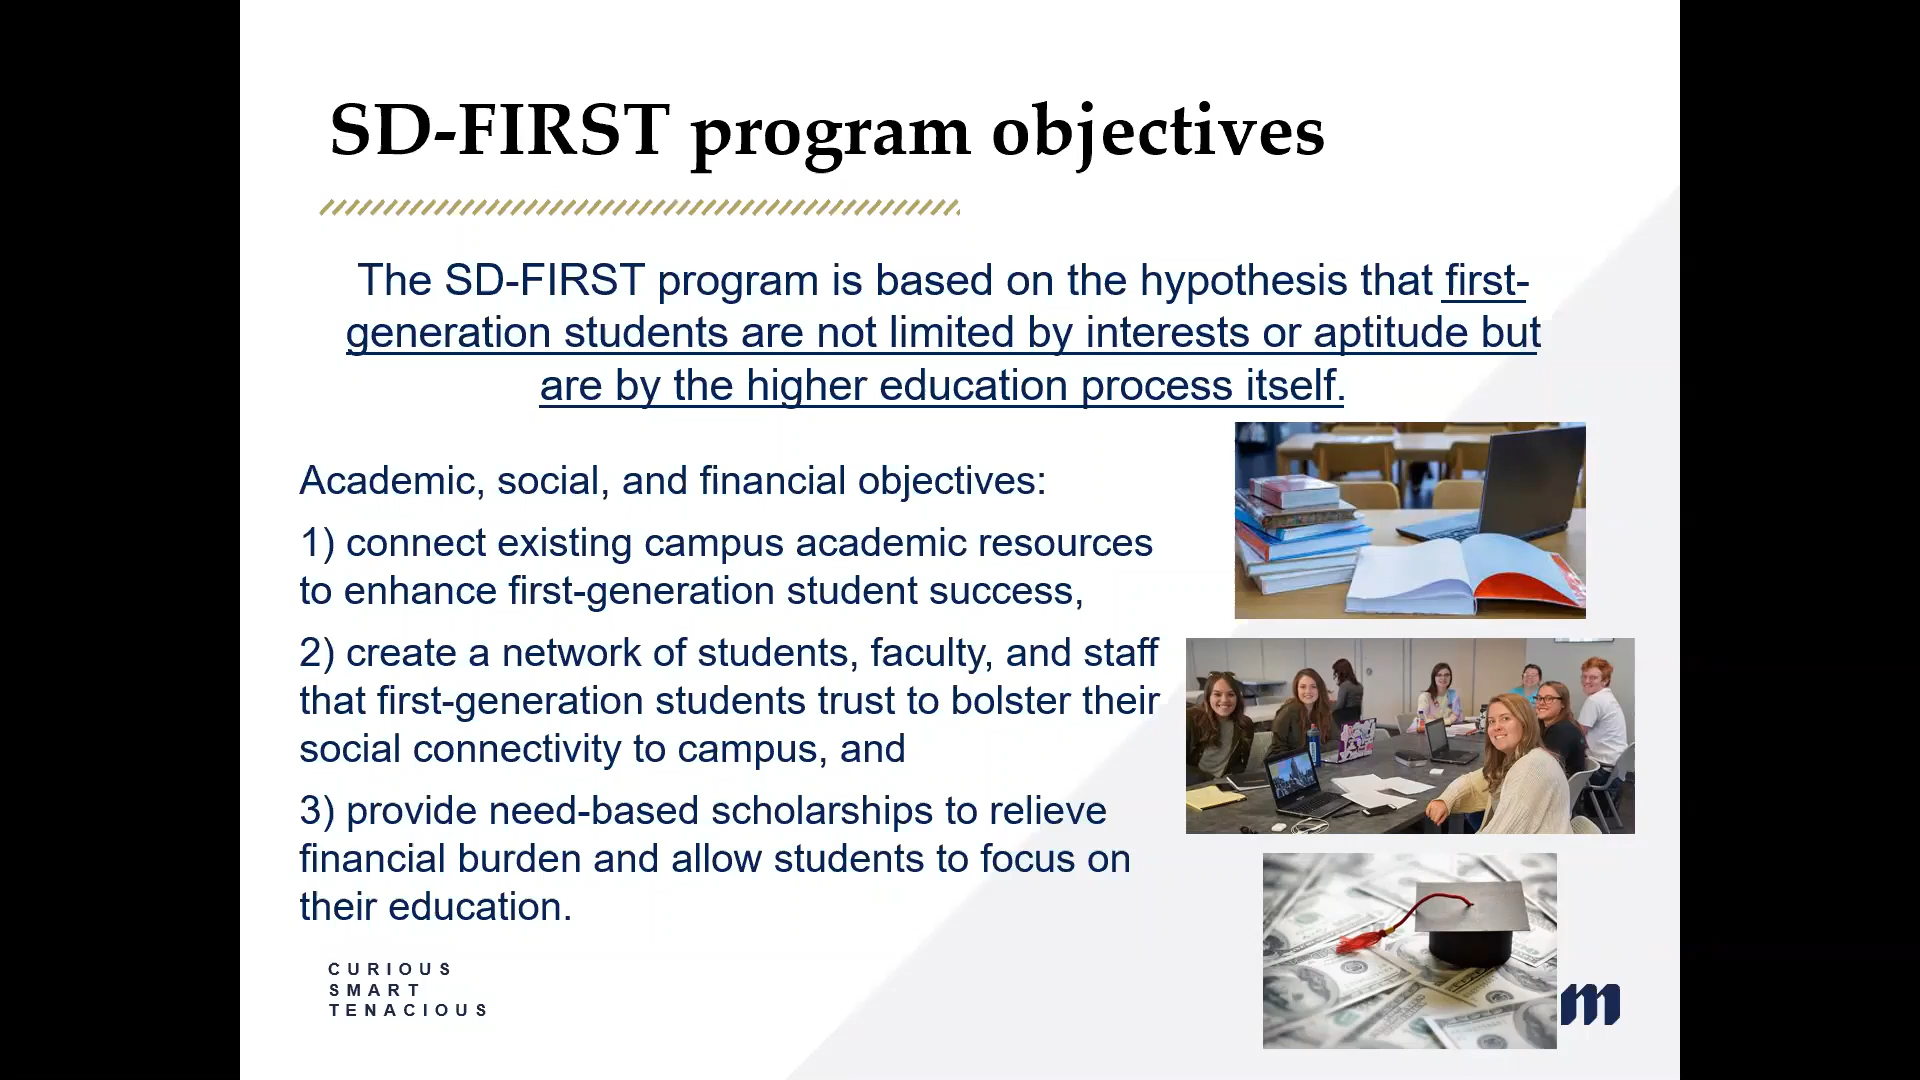 SD-FIRST program objectives
The SD-FIRST program is based on the hypothesis that first-
generation students are not limited by interests or aptitude but
are by the higher education process itself.
Academic, social, and financial objectives:
1) connect existing campus academic resources
to enhance first-generation student success,
2) create a network of students, faculty, and staff
that first-generation students trust to bolster their
social connectivity to campus, and
3) provide need-based scholarships to relieve
financial burden and allow students to focus on
their education.
CURIOUS
SMART
TENACIOUS
m